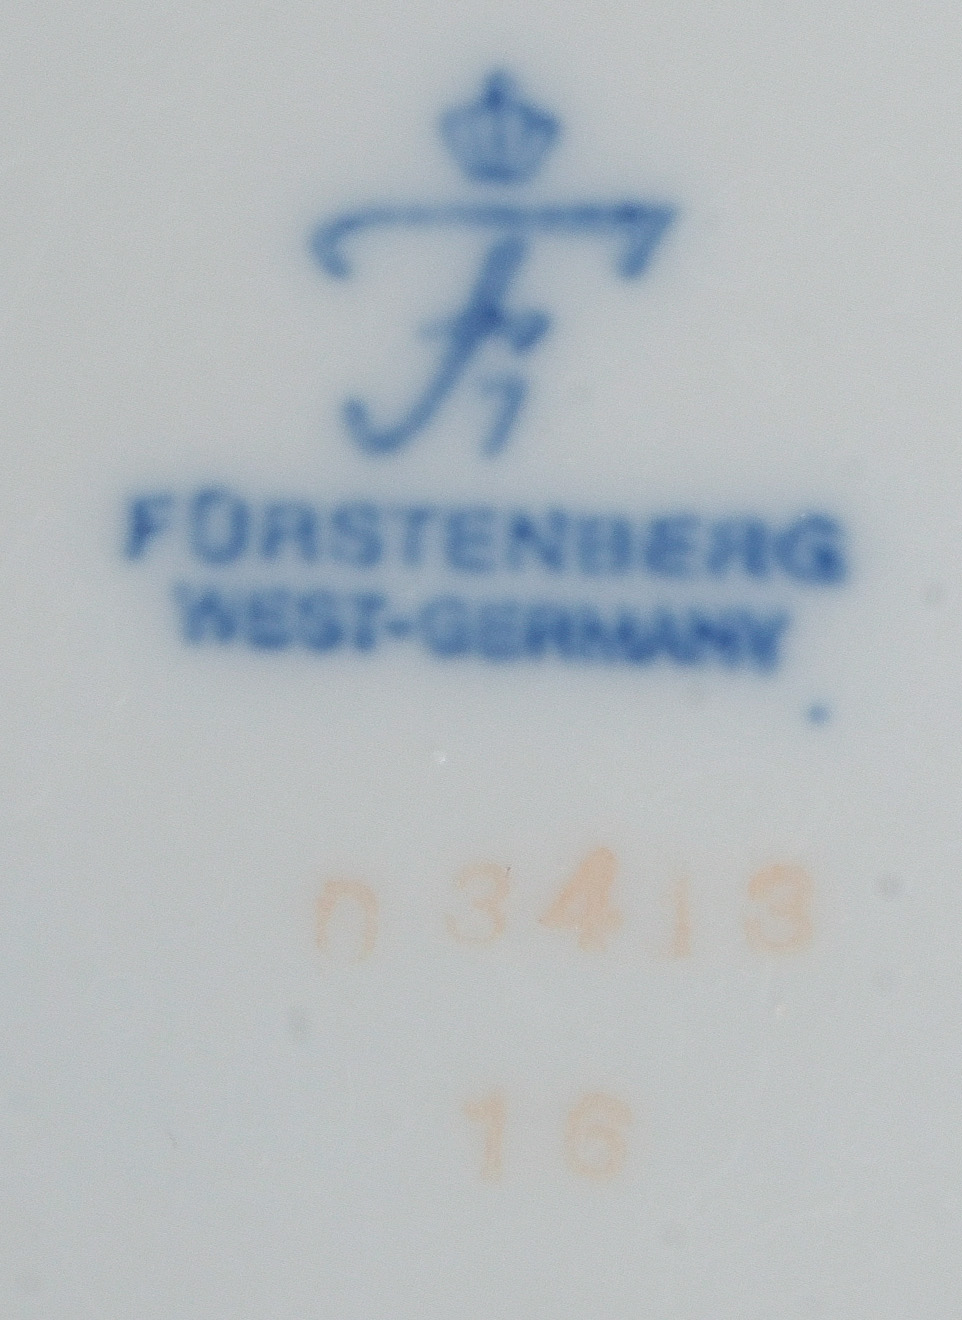 F
FÜRSTENBERG
WEST-GERMANY
n 3413
16